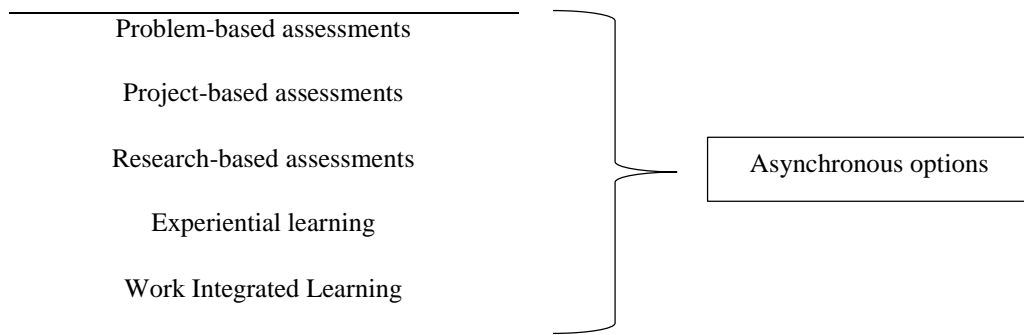 Problem-based assessments
Project-based assessments
Research-based assessments
Experiential learning
Work Integrated Learning
Asynchronous options